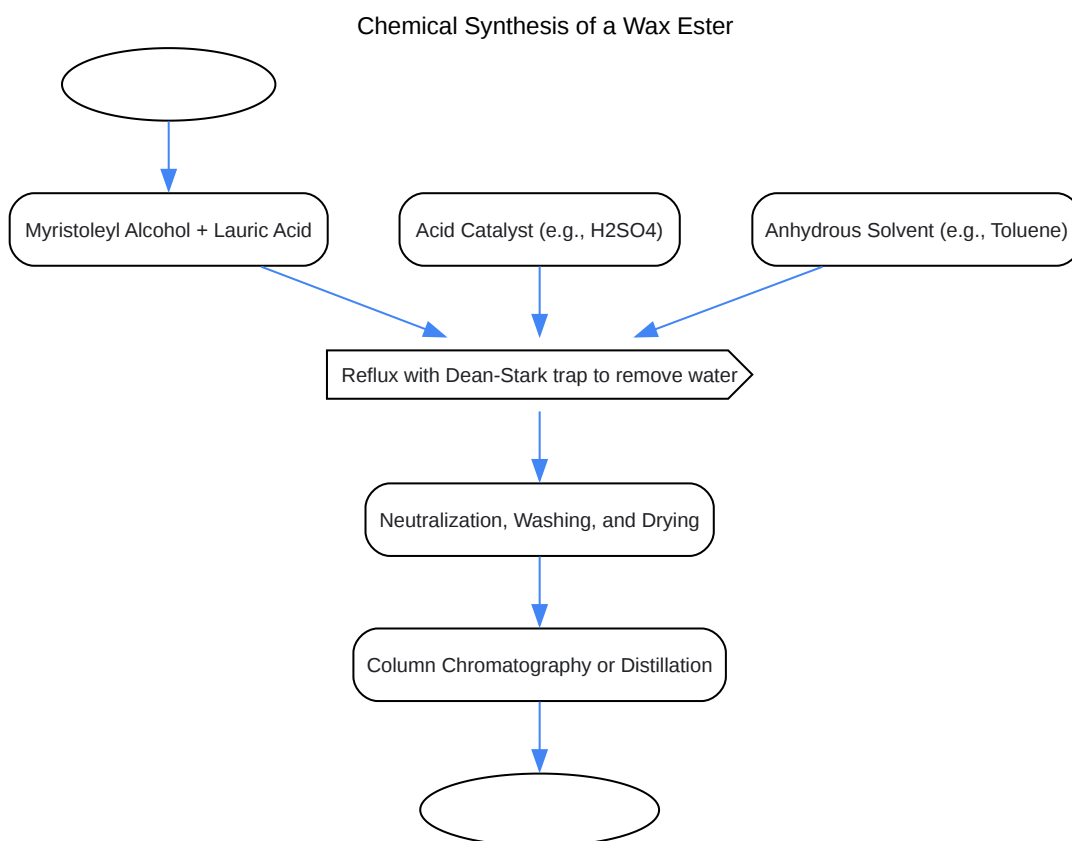 Chemical Synthesis of a Wax Ester
Myristoleyl Alcohol + Lauric Acid
Acid Catalyst (e.g., H2SO4)
Anhydrous Solvent (e.g., Toluene)
Reflux with Dean-Stark trap to remove water
Neutralization, Washing, and Drying
Column Chromatography or Distillation